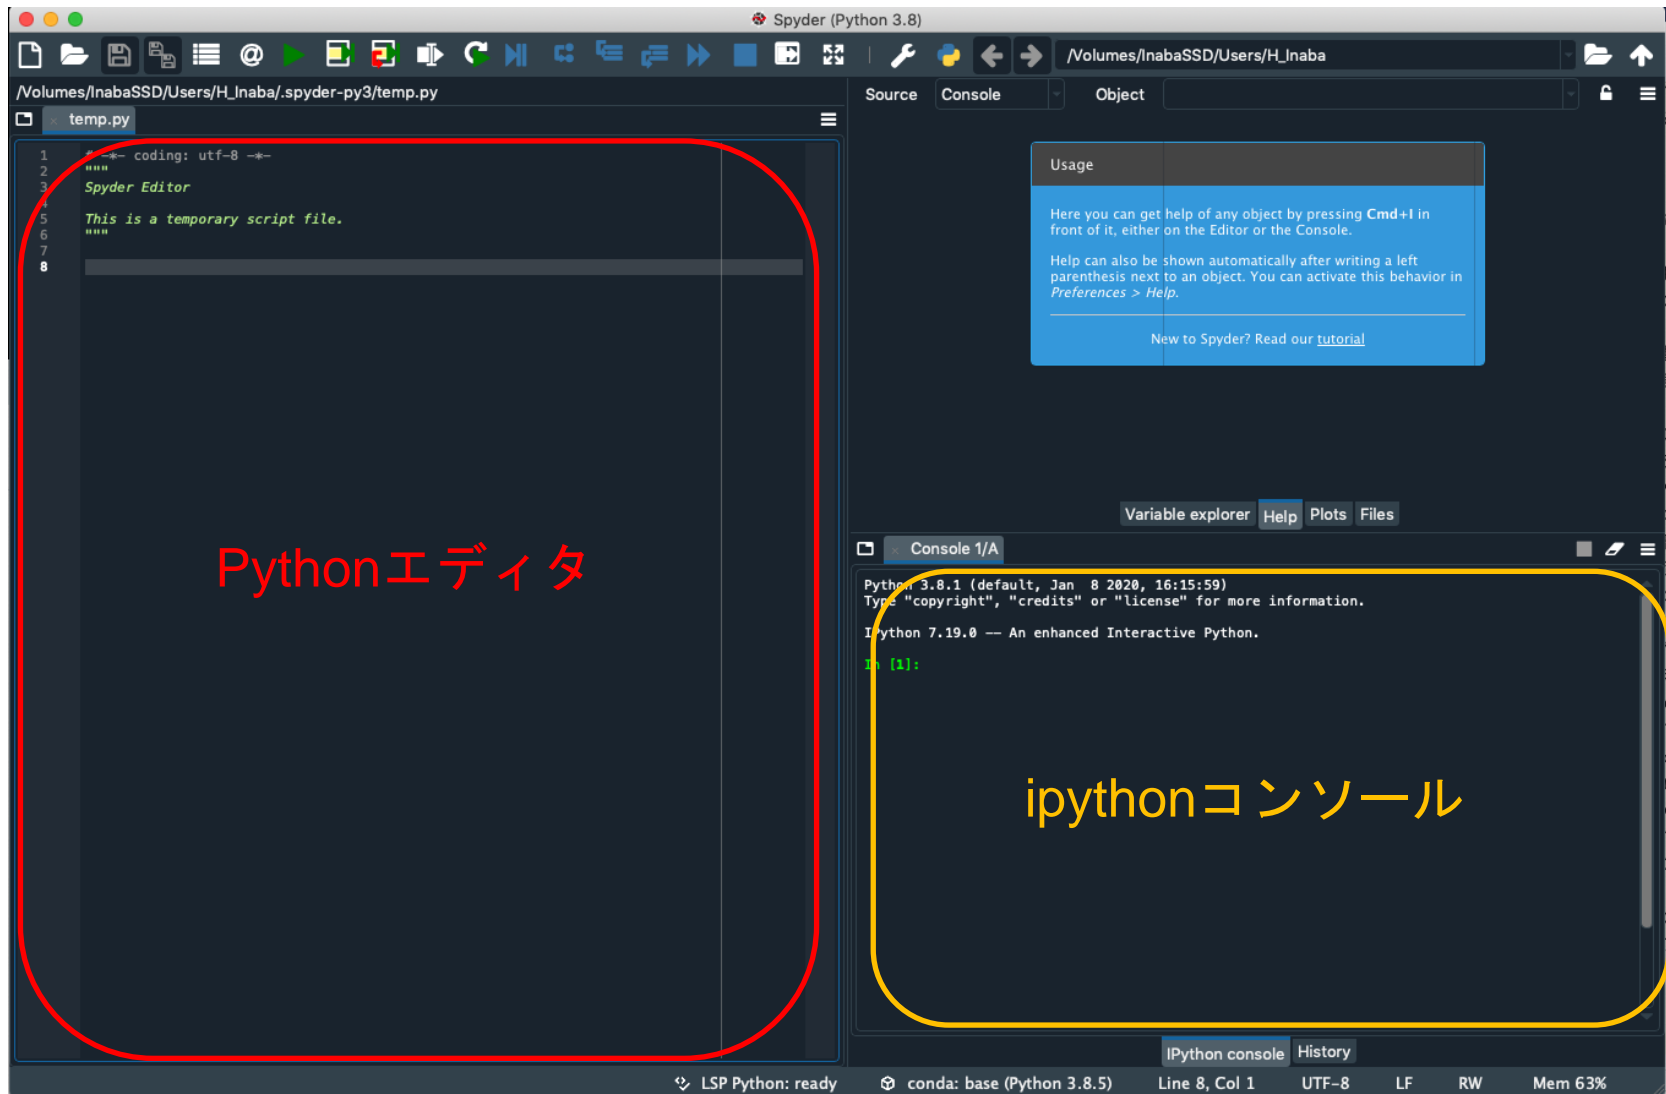 Spyder (Python 3.8)
/Volumes/InabaSSD/Users/H_Inaba
/Volumes/InabaSSD/Users/H_Inaba/.spyder-py3/temp.py
temp.py
1 # -*- coding: utf-8 -*-
2 """
3 Spyder Editor
4
5 This is a temporary script file.
6 """
7
8
Pythonエディタ
Source Console Object
Usage
Here you can get help of any object by pressing Cmd+I in
front of it, either on the Editor or the Console.
Help can also be shown automatically after writing a left
parenthesis next to an object. You can activate this behavior in
Preferences > Help.
New to Spyder? Read our tutorial
Variable explorer Help Plots Files
Console 1/A
Python 3.8.1 (default, Jan  8 2020, 16:15:59)
Type "copyright", "credits" or "license" for more information.
IPython 7.19.0 -- An enhanced Interactive Python.
In [1]:
ipythonコンソール
IPython console History
LSP Python: ready conda: base (Python 3.8.5) Line 8, Col 1 UTF-8 LF RW Mem 63%